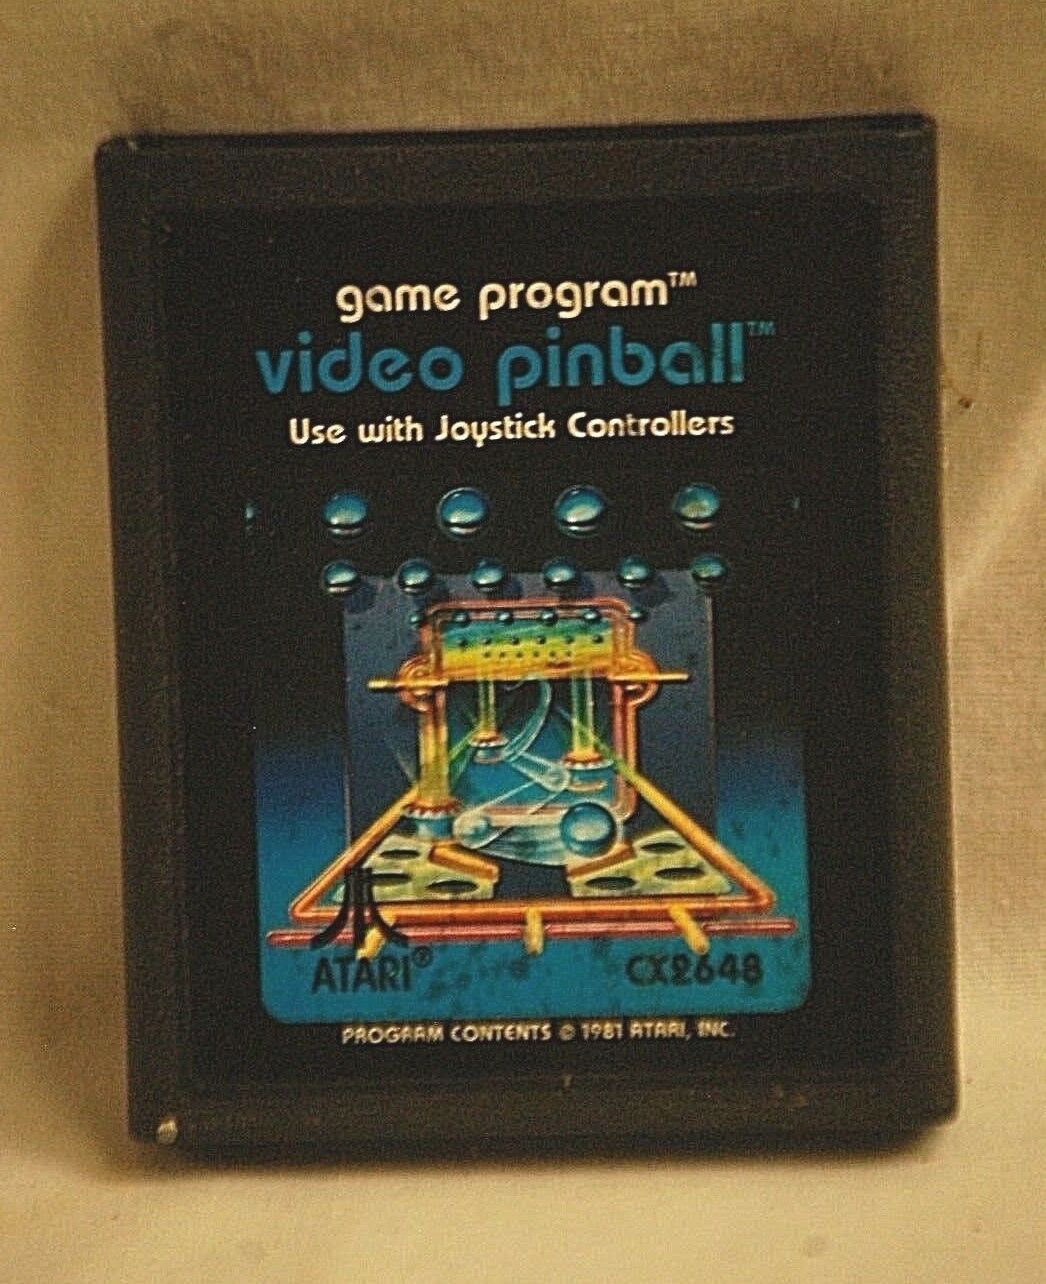 game program™
video pinball™
Use with Joystick Controllers
ATARI® CX2648
PROGRAM CONTENTS © 1981 ATARI, INC.